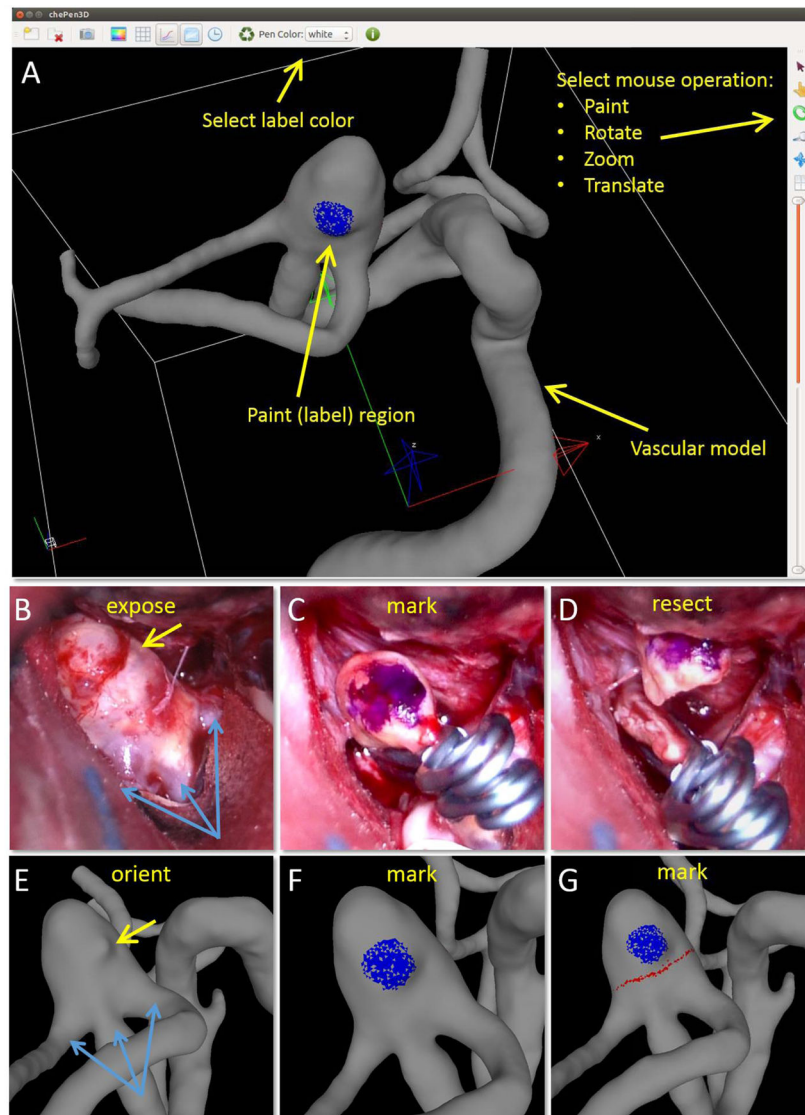 chePen3D
Pen Color: white
A
Select label color
Select mouse operation:
• Paint
• Rotate
• Zoom
• Translate
Paint (label) region
Vascular model
z
x
B
expose
C
mark
D
resect
E
orient
F
mark
G
mark